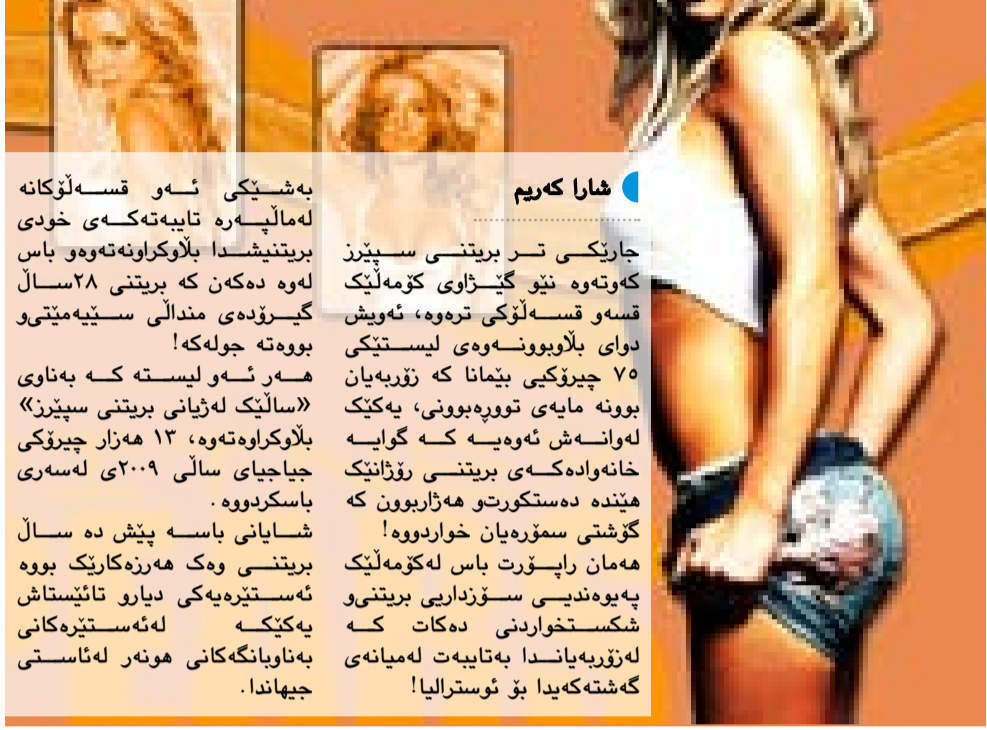 شارا کەریم
جارێکی تر بریتنی سپێرز
کەوتەوە نێو گێژاوی کۆمەڵێک
قسەو قسەڵۆکی ترەوە، ئەویش
دوای بڵاوبوونەوەی لیستێکی
٧٥ چیرۆکیی بێمانا کە زۆربەیان
بوونە مایەی تووڕەبوونی، یەکێک
لەوانەش ئەوەیە کە گوایە
خانەوادەکەی بریتنی رۆژانێک
هێندە دەستکورت‌و هەژاربوون کە
گۆشتی سمۆرەیان خواردووە!
هەمان راپۆرت باس لەکۆمەڵێک
پەیوەندیی سۆزداریی بریتنی‌و
شکستخواردنی دەکات کە
لەزۆربەیاندا بەتایبەت لەمیانەی
گەشتەکەیدا بۆ ئوسترالیا!
بەشێکی ئەو قسەڵۆکانە
لەماڵپەرە تایبەتەکەی خودی
بریتنیشدا بڵاوکراونەتەوەو باس
لەوە دەکەن کە بریتنی ٢٨ساڵ
گیرۆدەی منداڵی سێیەمێتی‌و
بووەتە جولەکە!
هەر ئەو لیستە کە بەناوی
«ساڵێک لەژیانی بریتنی سپێرز»
بڵاوکراوەتەوە، ١٣ هەزار چیرۆکی
جیاجیای ساڵی ٢٠٠٩ی لەسەری
باسکردووە.
شایانی باسە پێش دە ساڵ
بریتنی وەک هەرزەکارێک بووە
ئەستێرەیەکی دیارو تائێستاش
یەکێکە لەئەستێرەکانی
بەناوبانگەکانی هونەر لەئاستی
جیهاندا.